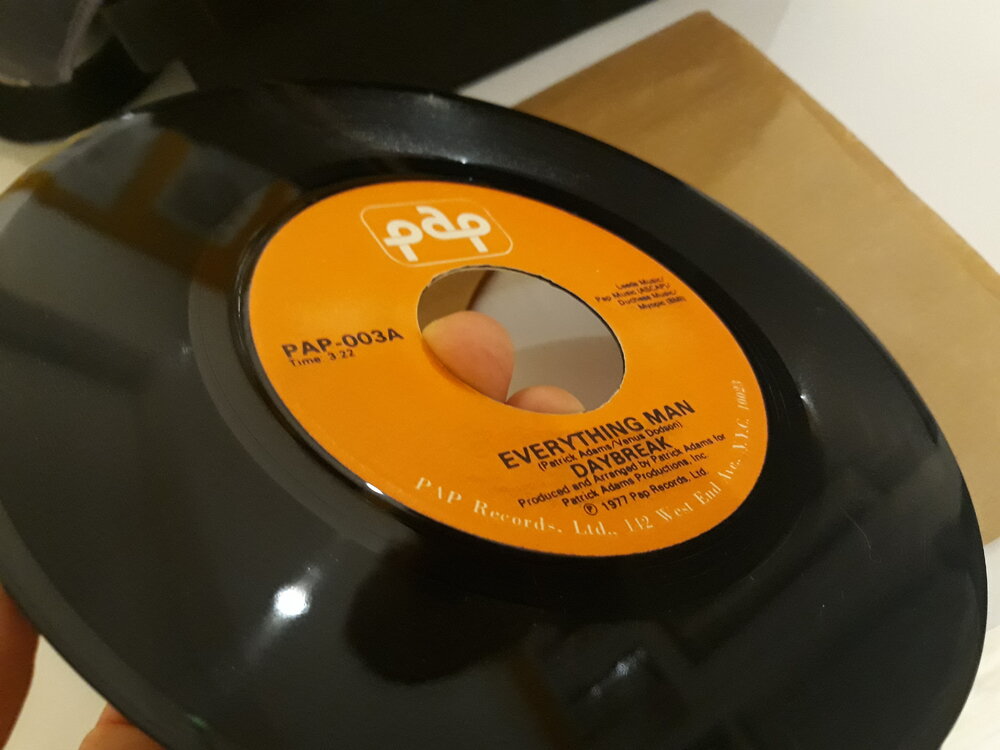 pap
Leeds Music/
Pap Music (ASCAP)/
Duchess Music/
Myopic (BMI)
PAP-003A
Time 3 22
EVERYTHING MAN
(Patrick Adams/Venus Dodson)
DAYBREAK
Produced and Arranged by Patrick Adams for
Patrick Adams Productions, Inc.
℗ 1977 Pap Records, Ltd.
PAP Records, Ltd., 142 West End Ave., N.Y.C. 10023